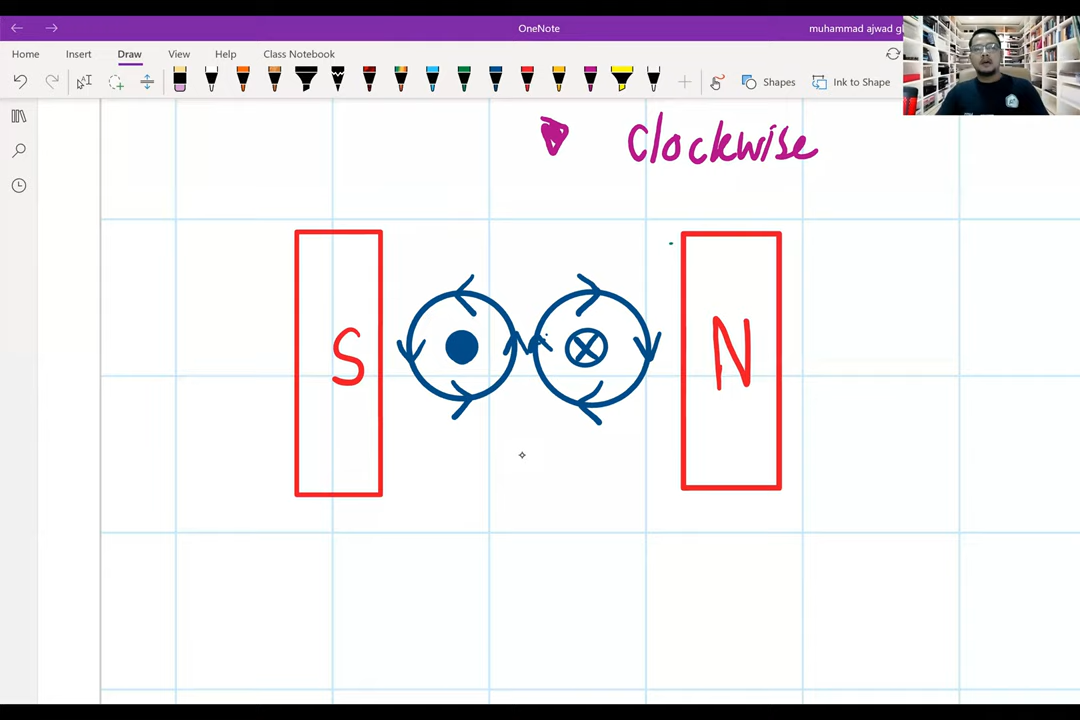 OneNote
muhammad ajwad g
Home Insert Draw View Help Class Notebook
Shapes Ink to Shape
Clockwise
S N